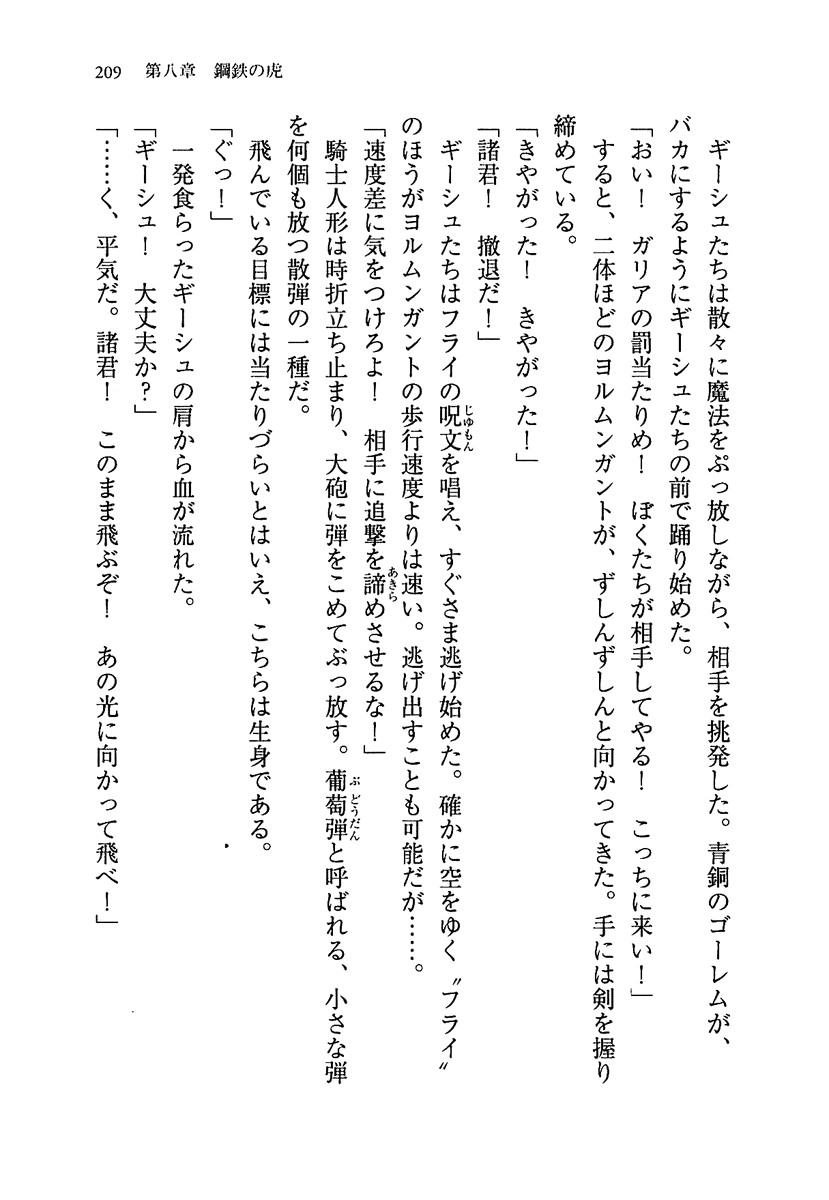 209　第八章　鋼鉄の虎
　ギーシュたちは散々に魔法をぶっ放しながら、相手を挑発した。青銅のゴーレムが、
バカにするようにギーシュたちの前で踊り始めた。
「おい！　ガリアの罰当たりめ！　ぼくたちが相手してやる！　こっちに来い！」
　すると、二体ほどのヨルムンガントが、ずしんずしんと向かってきた。手には剣を握り
締めている。
「きやがった！　きやがった！」
「諸君！　撤退だ！」
　ギーシュたちはフライの呪文を唱え、すぐさま逃げ始めた。確かに空をゆく〝フライ〟
のほうがヨルムンガントの歩行速度よりは速い。逃げ出すことも可能だが……。
「速度差に気をつけろよ！　相手に追撃を諦めさせるな！」
　騎士人形は時折立ち止まり、大砲に弾をこめてぶっ放す。葡萄弾と呼ばれる、小さな弾
を何個も放つ散弾の一種だ。
　飛んでいる目標には当たりづらいとはいえ、こちらは生身である。
「ぐっ！」
　一発食らったギーシュの肩から血が流れた。
「ギーシュ！　大丈夫か？」
「……く、平気だ。諸君！　このまま飛ぶぞ！　あの光に向かって飛べ！」